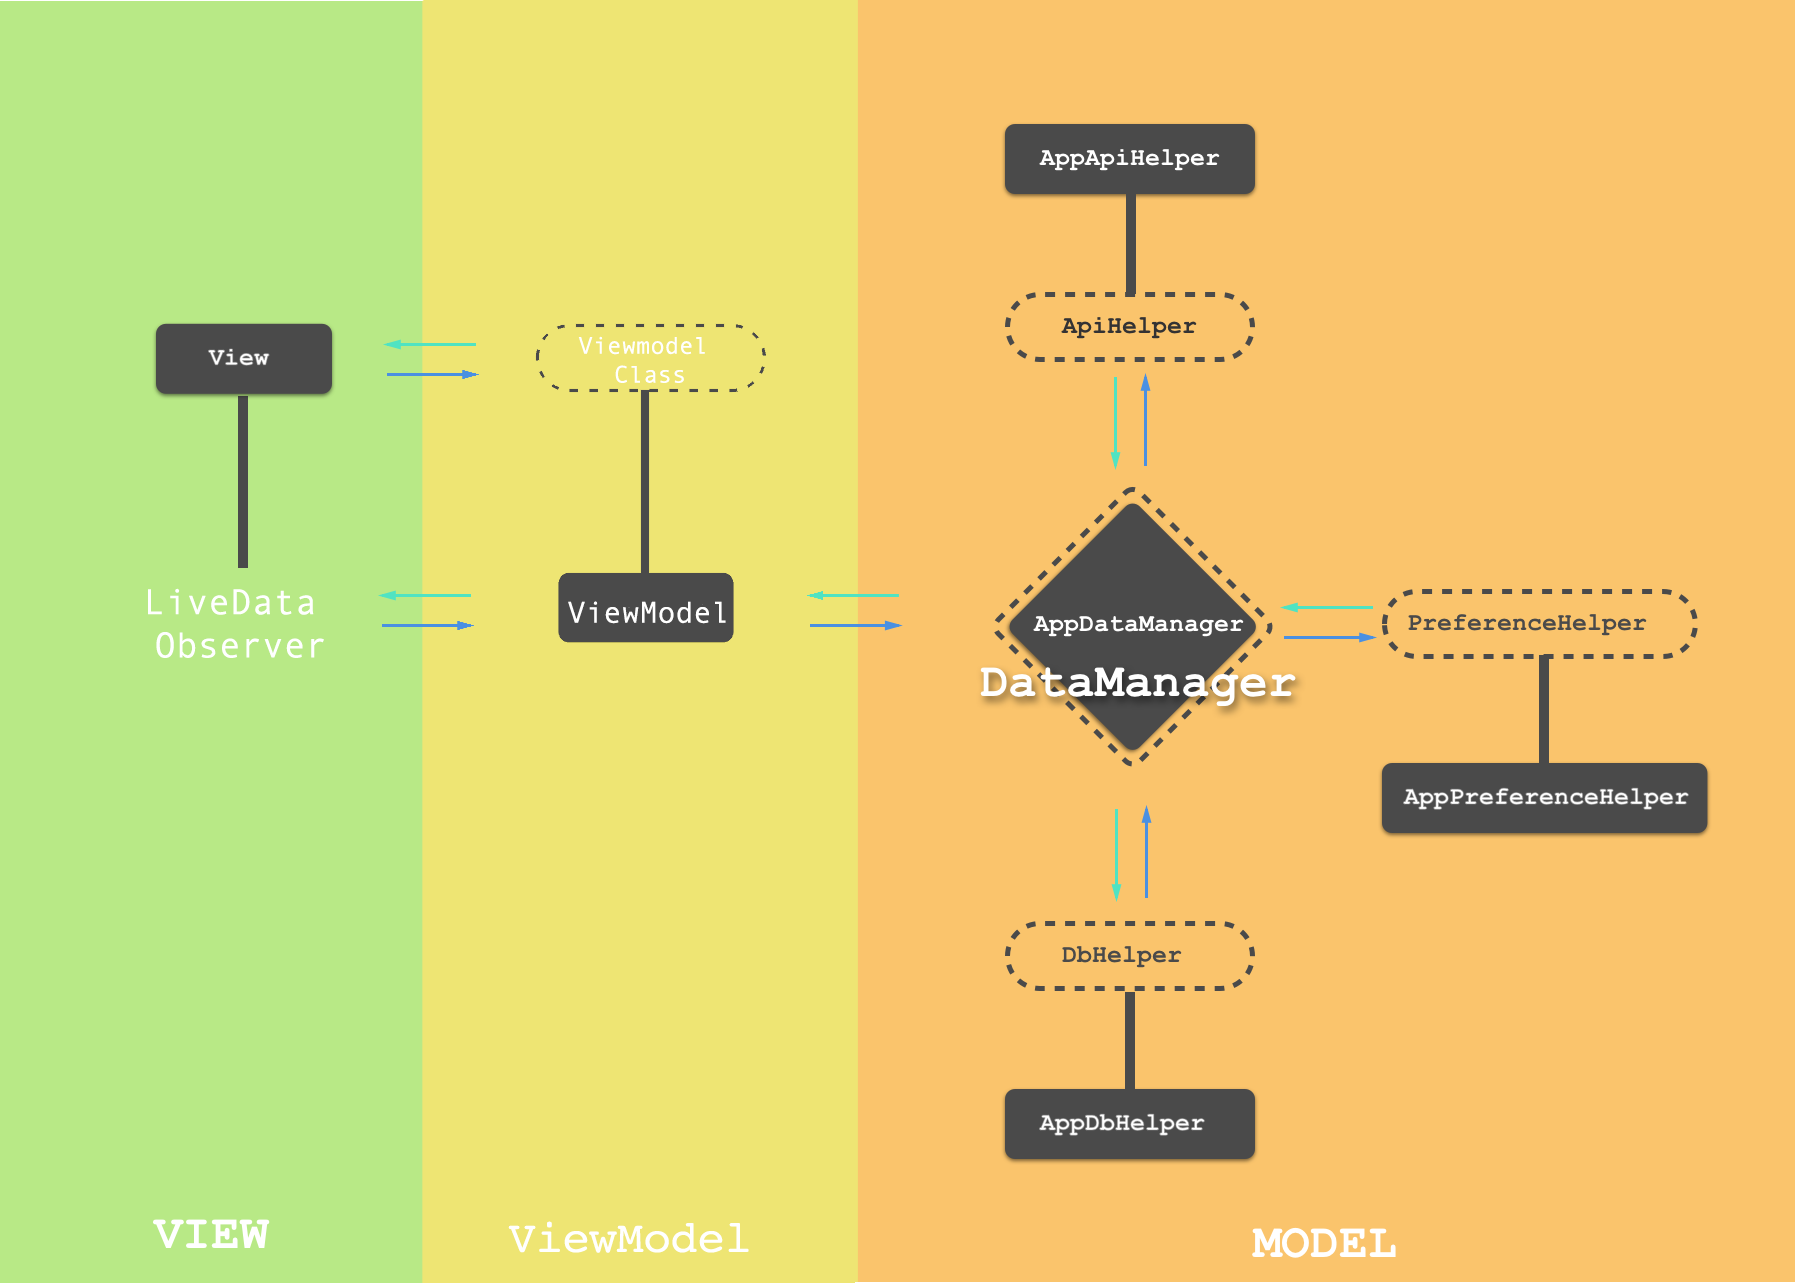 AppApiHelper
ApiHelper
View
Viewmodel
Class
LiveData
Observer
ViewModel
AppDataManager
DataManager
PreferenceHelper
AppPreferenceHelper
DbHelper
AppDbHelper
VIEW
ViewModel
MODEL